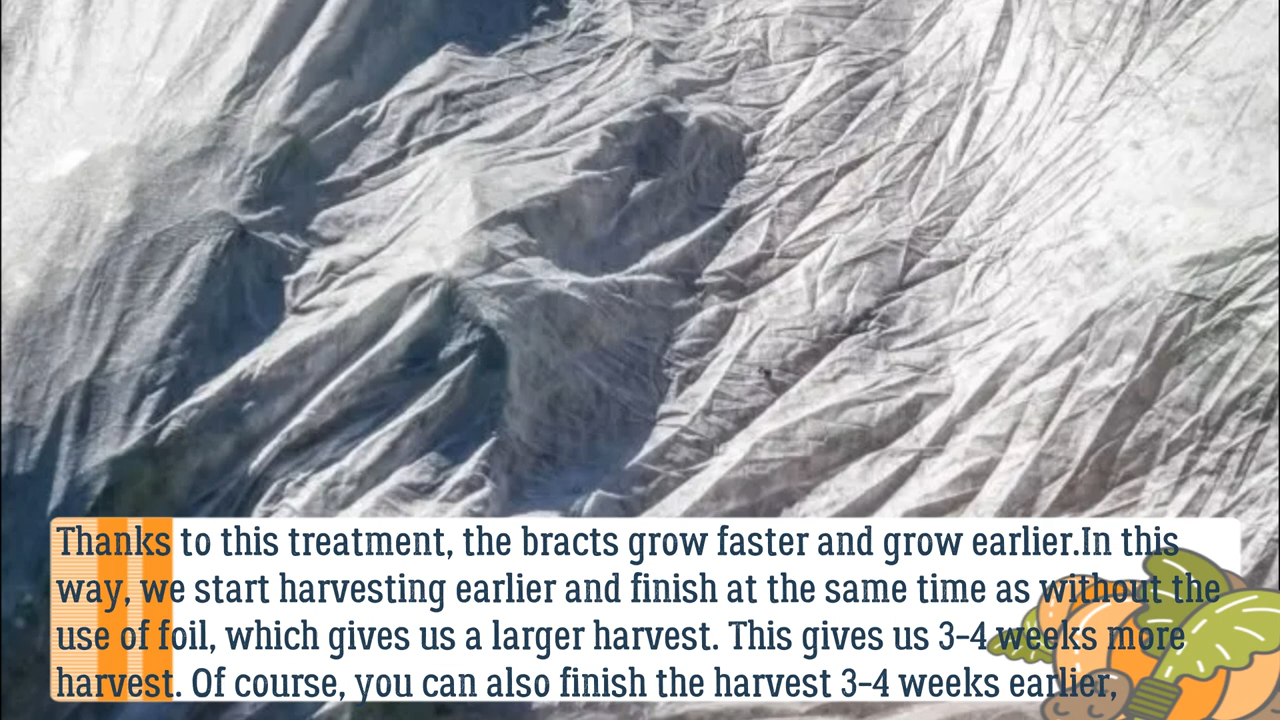 Thanks to this treatment, the bracts grow faster and grow earlier.In this
way, we start harvesting earlier and finish at the same time as without the
use of foil, which gives us a larger harvest. This gives us 3-4 weeks more
harvest. Of course, you can also finish the harvest 3-4 weeks earlier,